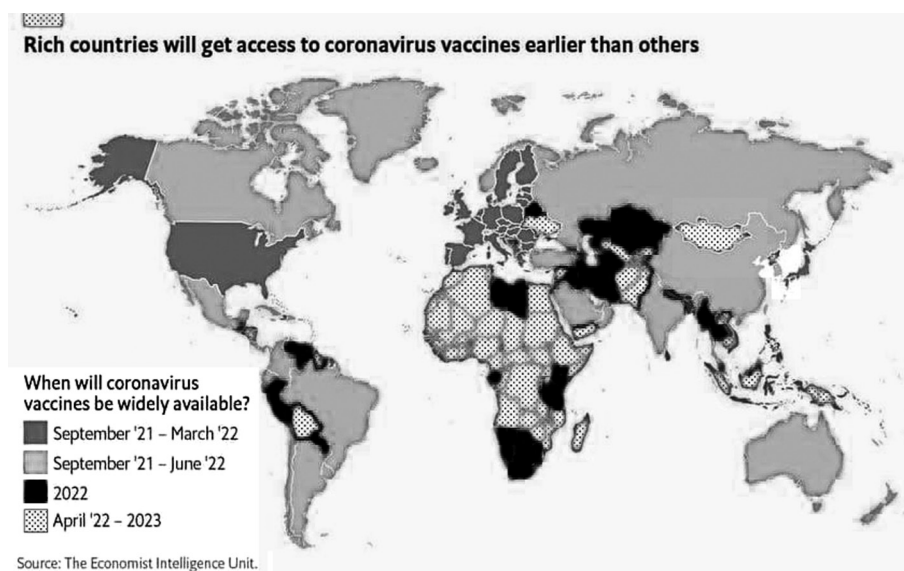 Rich countries will get access to coronavirus vaccines earlier than others
When will coronavirus
vaccines be widely available?
September '21 – March '22
September '21 – June '22
2022
April '22 – 2023
Source: The Economist Intelligence Unit.